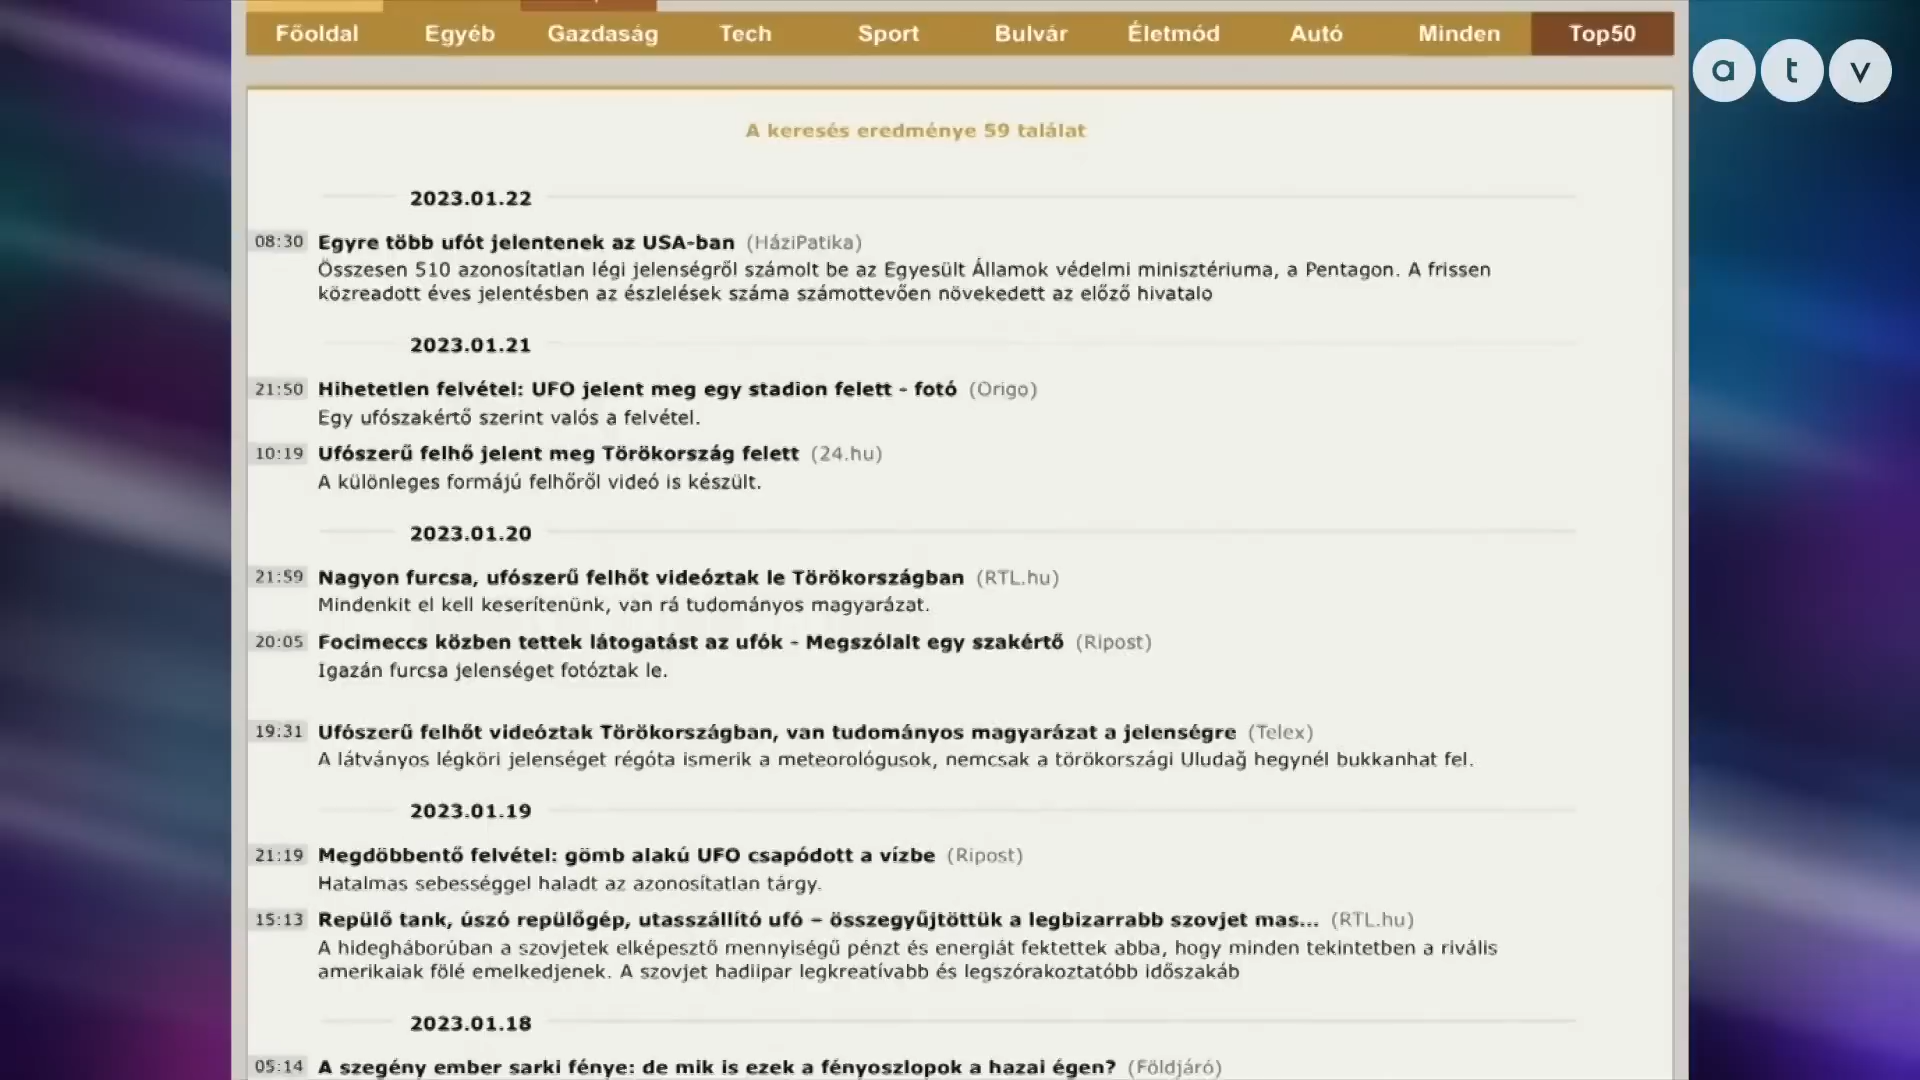 Főoldal Egyéb Gazdaság Tech Sport Bulvár Életmód Autó Minden Top50
a t v
A keresés eredménye 59 találat
2023.01.22
08:30 Egyre több ufót jelentenek az USA-ban (HáziPatika)
Összesen 510 azonosítatlan légi jelenségről számolt be az Egyesült Államok védelmi minisztériuma, a Pentagon. A frissen
közreadott éves jelentésben az észlelések száma számottevően növekedett az előző hivatalo
2023.01.21
21:50 Hihetetlen felvétel: UFO jelent meg egy stadion felett - fotó (Origo)
Egy ufószakértő szerint valós a felvétel.
10:19 Ufószerű felhő jelent meg Törökország felett (24.hu)
A különleges formájú felhőről videó is készült.
2023.01.20
21:59 Nagyon furcsa, ufószerű felhőt videóztak le Törökországban (RTL.hu)
Mindenkit el kell keserítenünk, van rá tudományos magyarázat.
20:05 Focimeccs közben tettek látogatást az ufók - Megszólalt egy szakértő (Ripost)
Igazán furcsa jelenséget fotóztak le.
19:31 Ufószerű felhőt videóztak Törökországban, van tudományos magyarázat a jelenségre (Telex)
A látványos légköri jelenséget régóta ismerik a meteorológusok, nemcsak a törökországi Uludağ hegynél bukkanhat fel.
2023.01.19
21:19 Megdöbbentő felvétel: gömb alakú UFO csapódott a vízbe (Ripost)
Hatalmas sebességgel haladt az azonosítatlan tárgy.
15:13 Repülő tank, úszó repülőgép, utasszállító ufó – összegyűjtöttük a legbizarrabb szovjet mas... (RTL.hu)
A hidegháborúban a szovjetek elképesztő mennyiségű pénzt és energiát fektettek abba, hogy minden tekintetben a rivális
amerikaiak fölé emelkedjenek. A szovjet hadiipar legkreatívabb és legszórakoztatóbb időszakáb
2023.01.18
05:14 A szegény ember sarki fénye: de mik is ezek a fényoszlopok a hazai égen? (Földjáró)